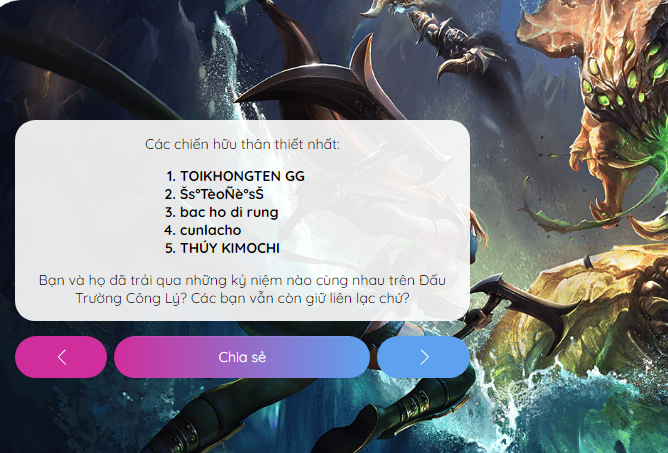 Các chiến hữu thân thiết nhất:
1. TOIKHONGTEN GG
2. Šs°TèoÑè°sŠ
3. bac ho di rung
4. cunlacho
5. THÚY KIMOCHI
Bạn và họ đã trải qua những kỷ niệm nào cùng nhau trên Đấu
Trường Công Lý? Các bạn vẫn còn giữ liên lạc chứ?
Chia sẻ